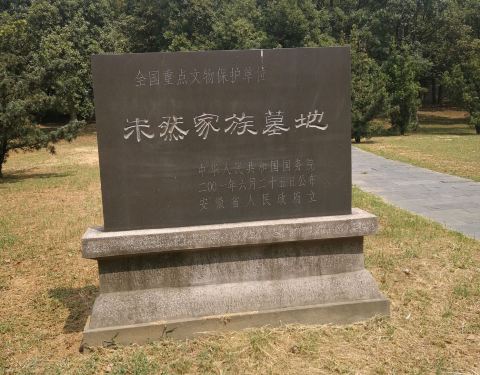 全国重点文物保护单位
朱然家族墓地
中华人民共和国国务院
二00一年六月二十五日公布
安徽省人民政府立